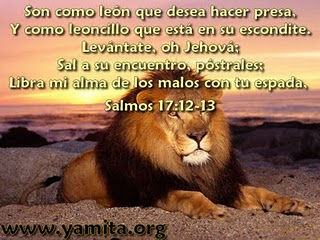 Son como león que desea hacer presa.
Y como leoncillo que está en su escondite.
Levántate, oh Jehová;
Sal a su encuentro, póstrales;
Libra mi alma de los malos con tu espada.
Salmos 17:12-13
www.yamita.org